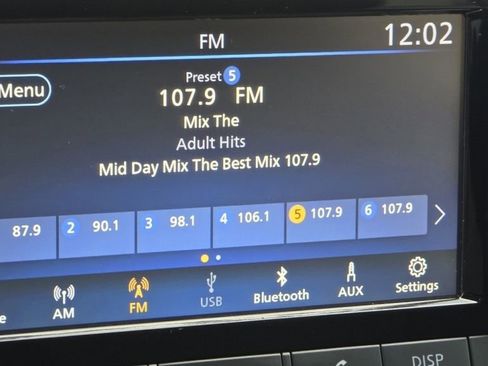 FM 12:02
Menu
Preset 5
107.9 FM
Mix The
Adult Hits
Mid Day Mix The Best Mix 107.9
87.9 2 90.1 3 98.1 4 106.1 5 107.9 6 107.9
AM FM USB Bluetooth AUX Settings
DISP